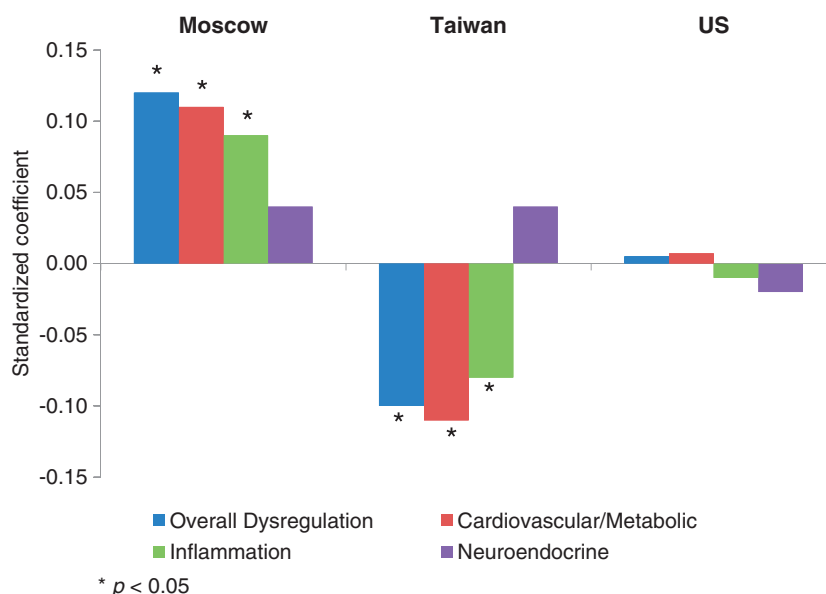 Moscow Taiwan US
0.15
0.10
0.05
0.00
-0.05
-0.10
-0.15
Standardized coefficient
* * *
* * *
Overall Dysregulation Cardiovascular/Metabolic
Inflammation Neuroendocrine
* p < 0.05